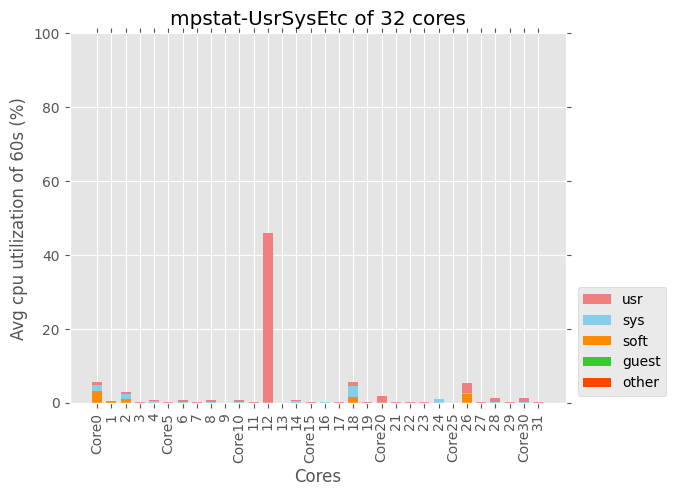 mpstat-UsrSysEtc of 32 cores
Avg cpu utilization of 60s (%)
100
80
60
40
20
0
usr
sys
soft
guest
other
Core0
1
2
3
4
Core5
6
7
8
9
Core10
11
12
13
14
Core15
16
17
18
19
Core20
21
22
23
24
Core25
26
27
28
29
Core30
31
Cores